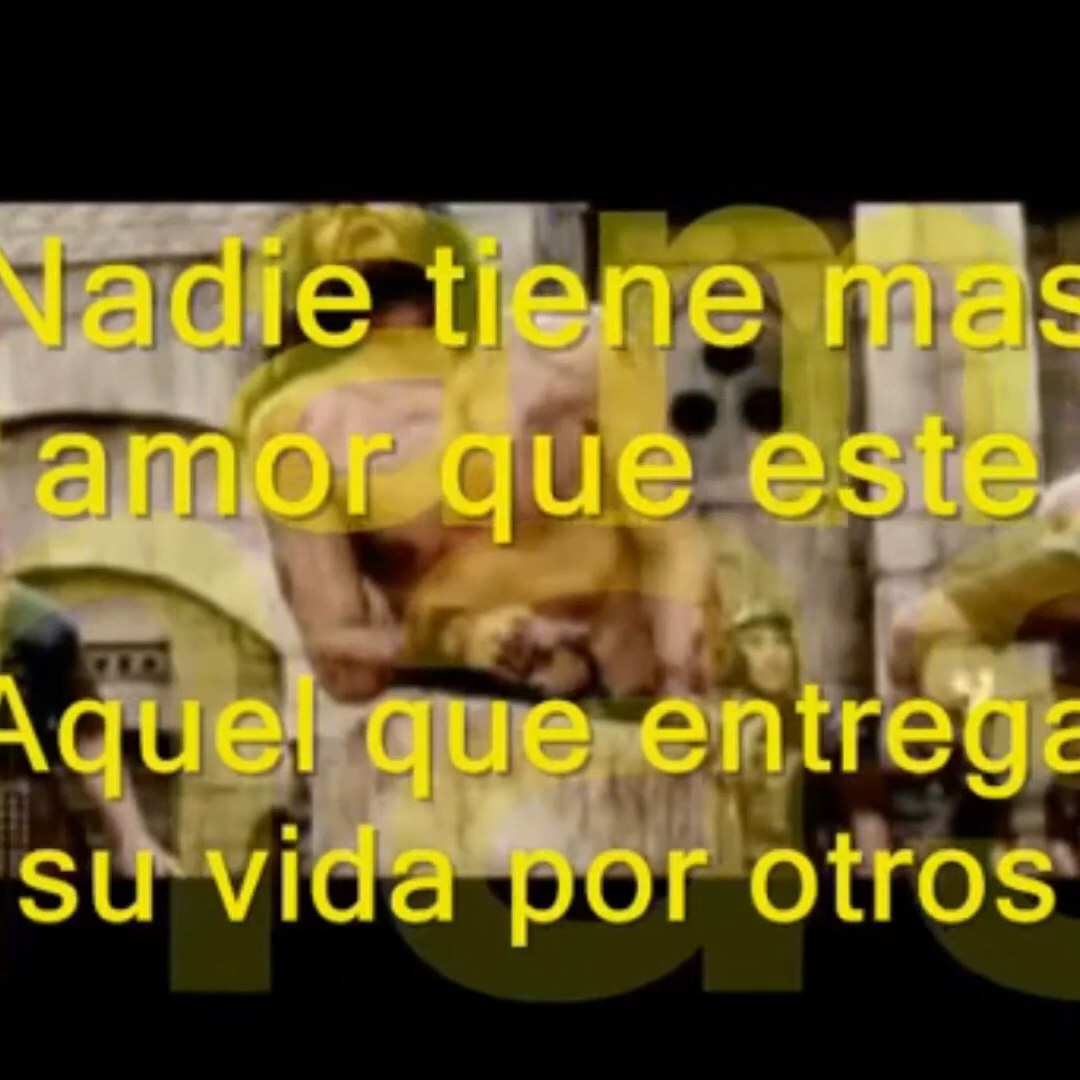 Nadie tiene mas
amor que este
Aquel que entrega
su vida por otros